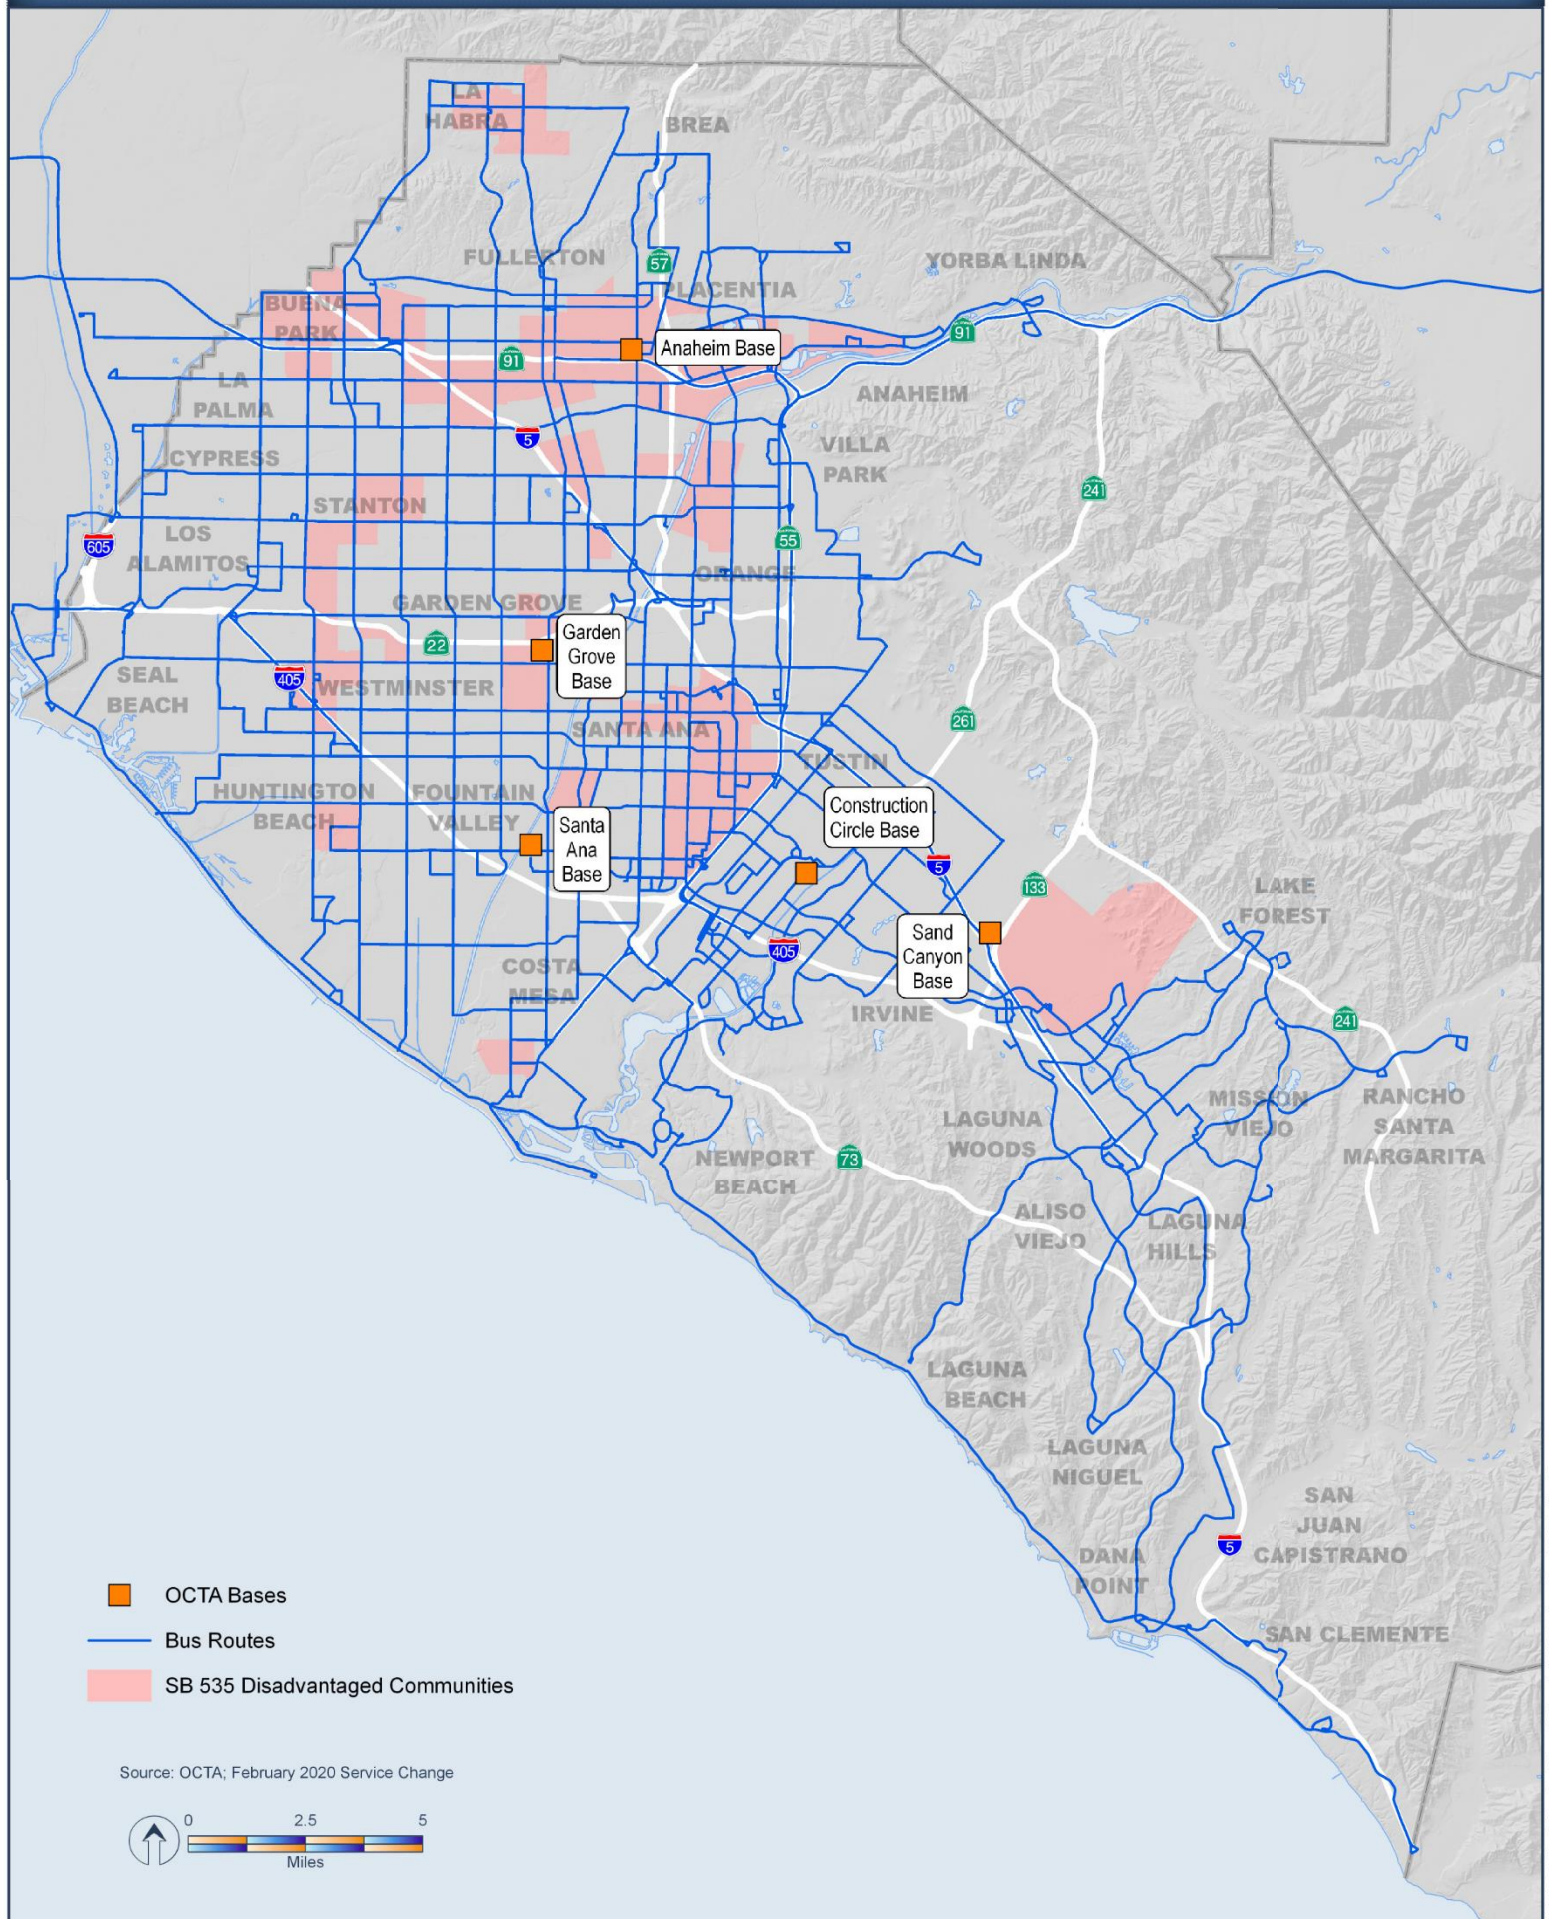 LA
HABRA
BREA
FULLERTON
57
YORBA LINDA
PLACENTIA
BUENA
PARK
91
Anaheim Base
91
LA
PALMA
ANAHEIM
5
VILLA
PARK
CYPRESS
STANTON
241
LOS
ALAMITOS
605
55
ORANGE
GARDEN GROVE
22
Garden
Grove
Base
SEAL
BEACH
405
WESTMINSTER
261
SANTA ANA
TUSTIN
HUNTINGTON
BEACH
FOUNTAIN
VALLEY
Construction
Circle Base
Santa
Ana
Base
5
133
LAKE
FOREST
Sand
Canyon
Base
405
COSTA
MESA
IRVINE
241
MISSION
VIEJO
RANCHO
SANTA
MARGARITA
LAGUNA
WOODS
NEWPORT
BEACH
73
ALISO
VIEJO
LAGUNA
HILLS
LAGUNA
BEACH
LAGUNA
NIGUEL
SAN
JUAN
CAPISTRANO
5
DANA
POINT
SAN CLEMENTE
OCTA Bases
Bus Routes
SB 535 Disadvantaged Communities
Source: OCTA; February 2020 Service Change
0 2.5 5
Miles